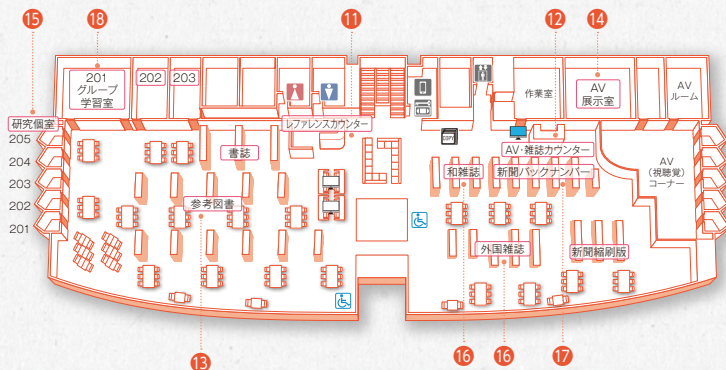 ⑮
⑱
⑪
⑫
⑭
201
グループ
学習室
202
203
作業室
AV
展示室
AV
ルーム
研究個室
レファレンスカウンター
COPY
205
204
203
202
201
書誌
AV・雑誌カウンター
和雑誌
新聞バックナンバー
AV
(視聴覚)
コーナー
参考図書
外国雑誌
新聞縮刷版
⑬
⑯
⑯
⑰